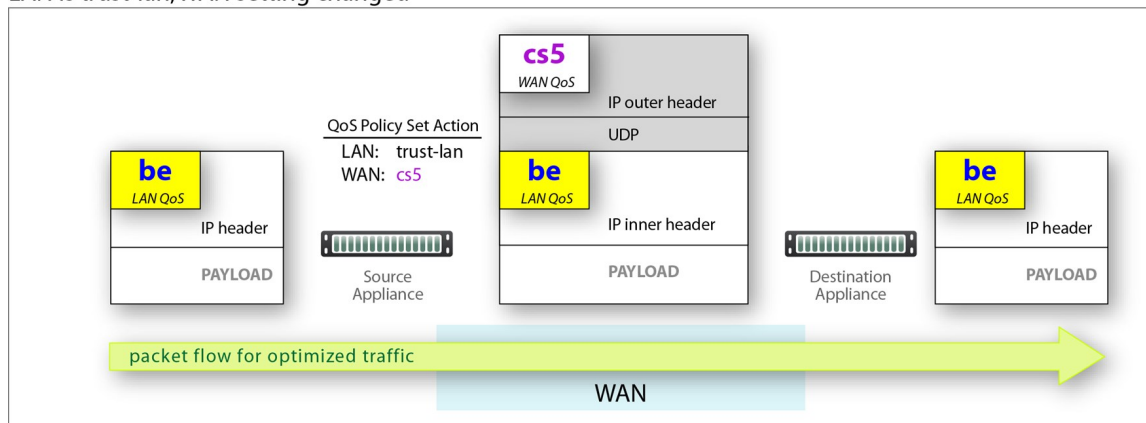 cs5
WAN QoS
IP outer header
QoS Policy Set Action
UDP
LAN: trust-lan
WAN: cs5
be
LAN QoS
IP header
PAYLOAD
be
LAN QoS
IP inner header
PAYLOAD
be
LAN QoS
IP header
PAYLOAD
Source
Appliance
Destination
Appliance
packet flow for optimized traffic
WAN